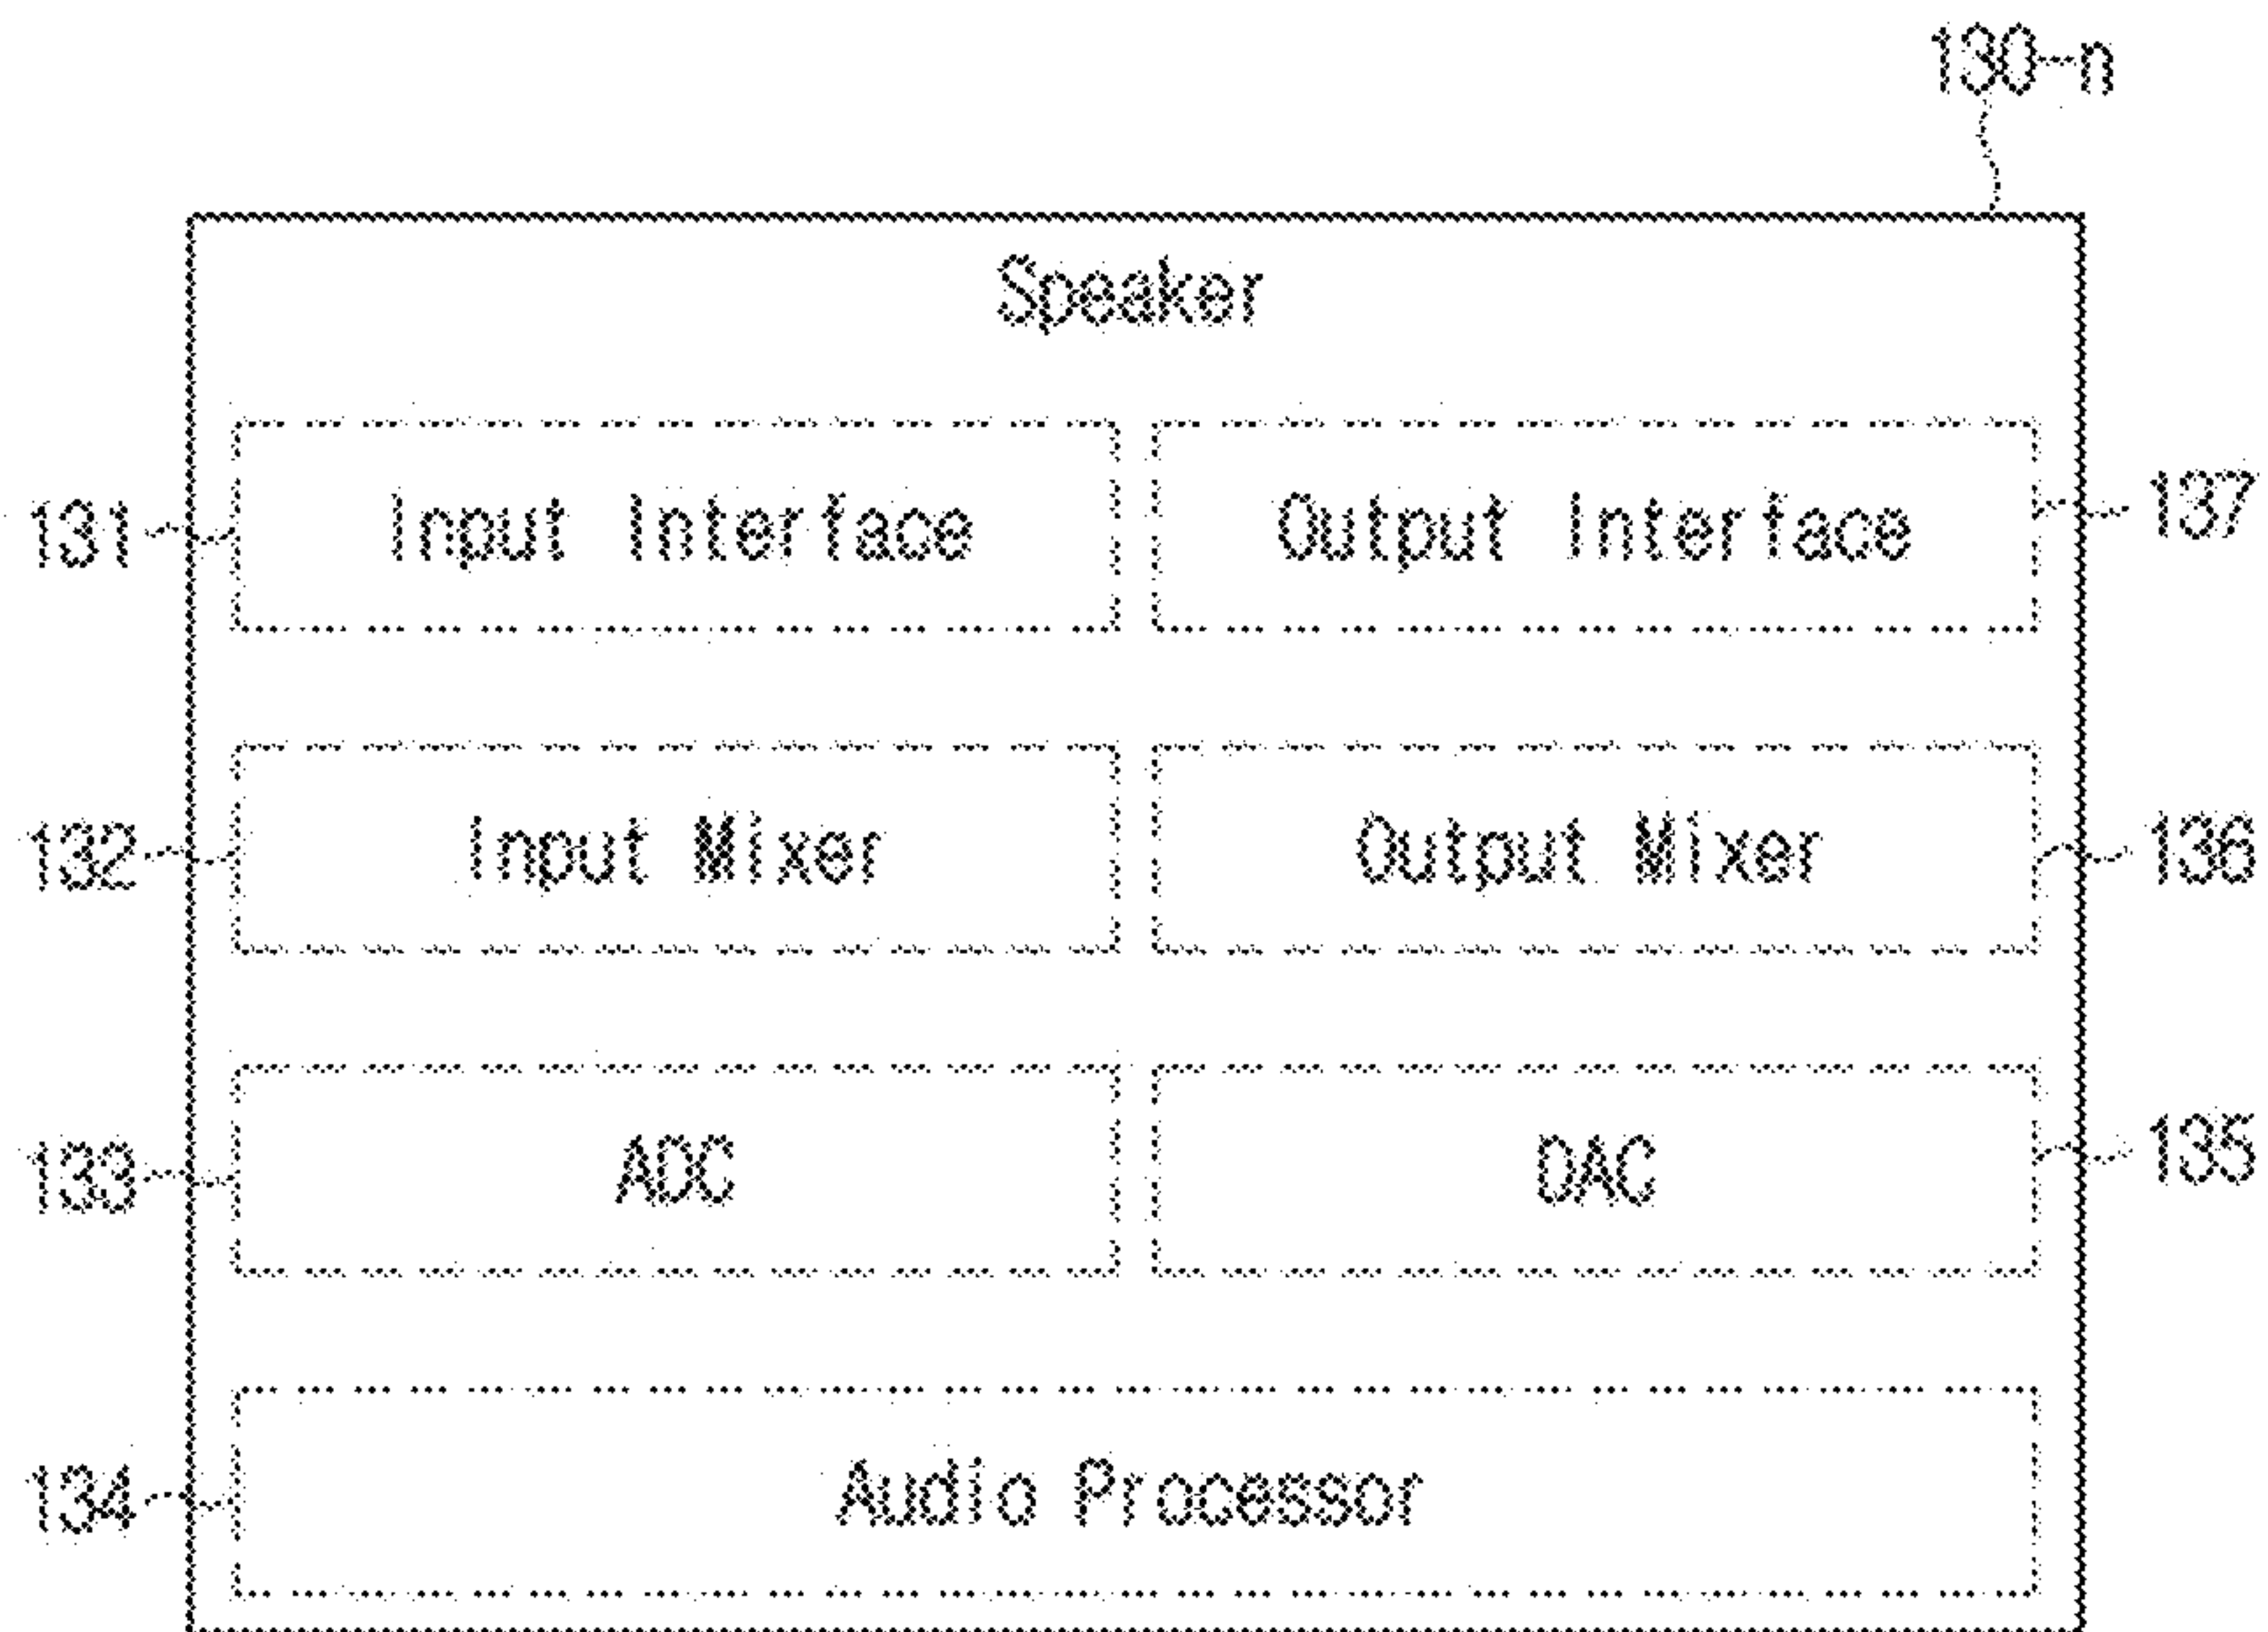 130-n
Speaker
131 Input Interface Output Interface 137
132 Input Mixer Output Mixer 136
133 ADC DAC 135
134 Audio Processor